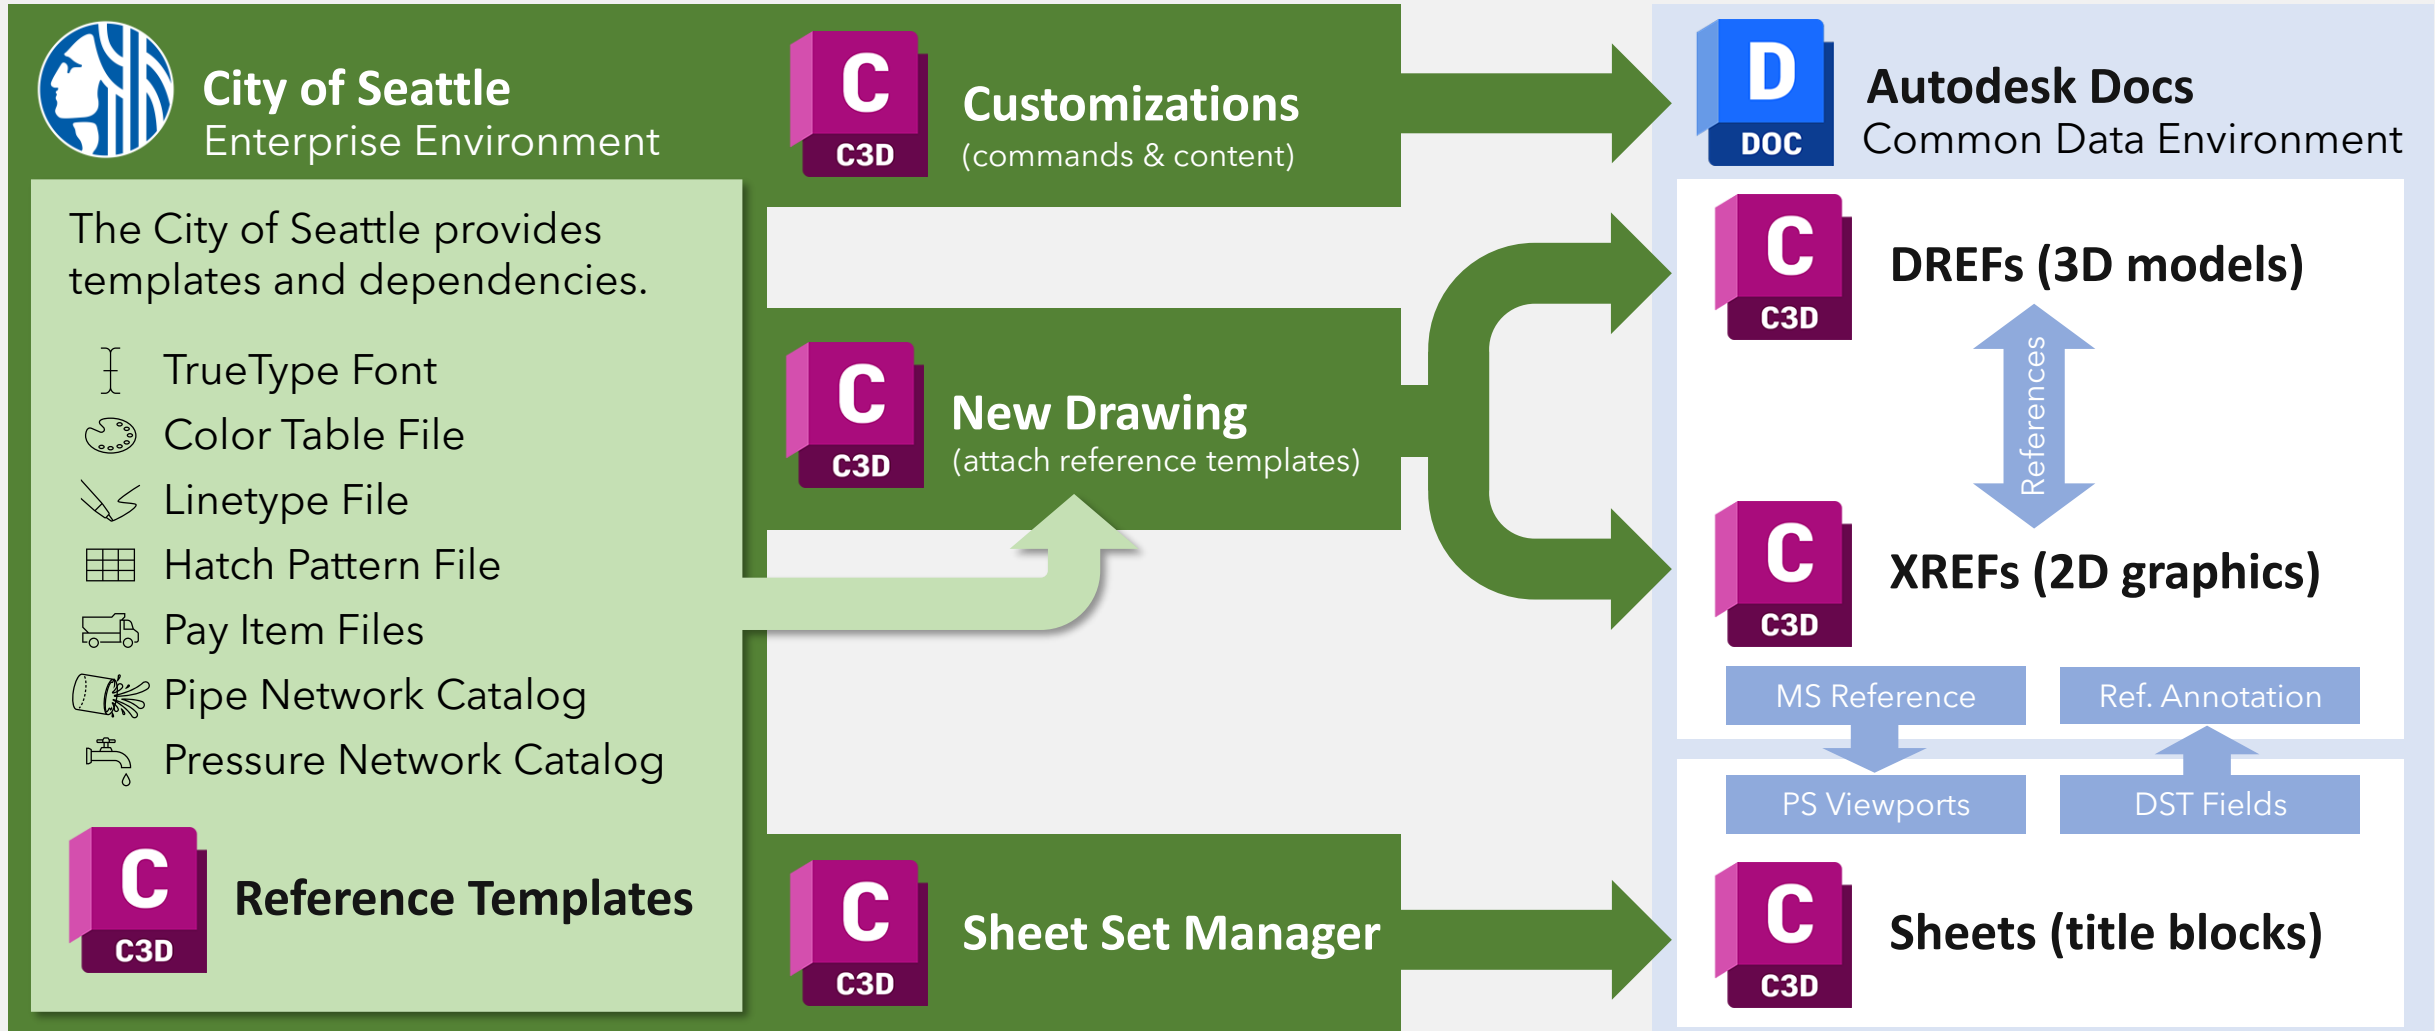 City of Seattle
Enterprise Environment
The City of Seattle provides
templates and dependencies.
TrueType Font
Color Table File
Linetype File
Hatch Pattern File
Pay Item Files
Pipe Network Catalog
Pressure Network Catalog
C
C3D
Reference Templates
C
C3D
Customizations
(commands & content)
C
C3D
New Drawing
(attach reference templates)
C
C3D
Sheet Set Manager
D
DOC
Autodesk Docs
Common Data Environment
C
C3D
DREFs (3D models)
References
C
C3D
XREFs (2D graphics)
MS Reference
Ref. Annotation
PS Viewports
DST Fields
C
C3D
Sheets (title blocks)